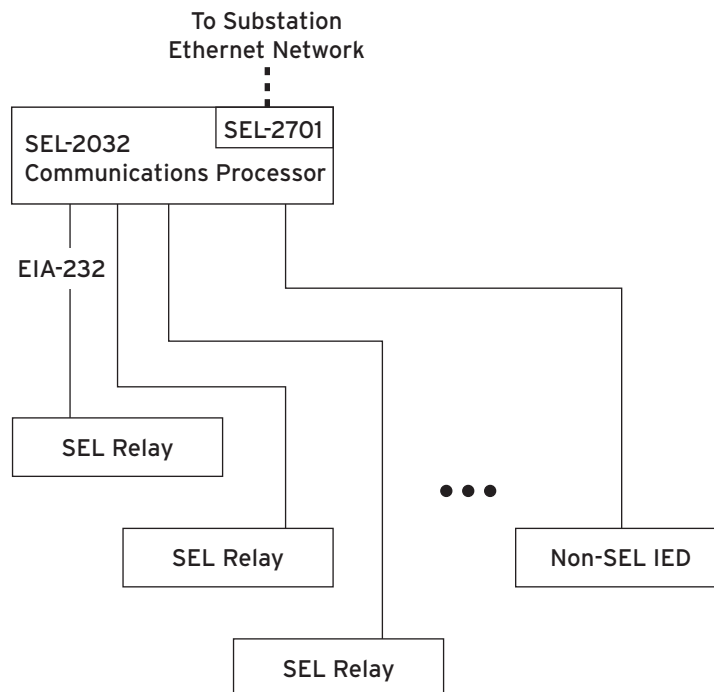 To Substation
Ethernet Network
SEL-2701
SEL-2032
Communications Processor
EIA-232
SEL Relay
SEL Relay
Non-SEL IED
SEL Relay